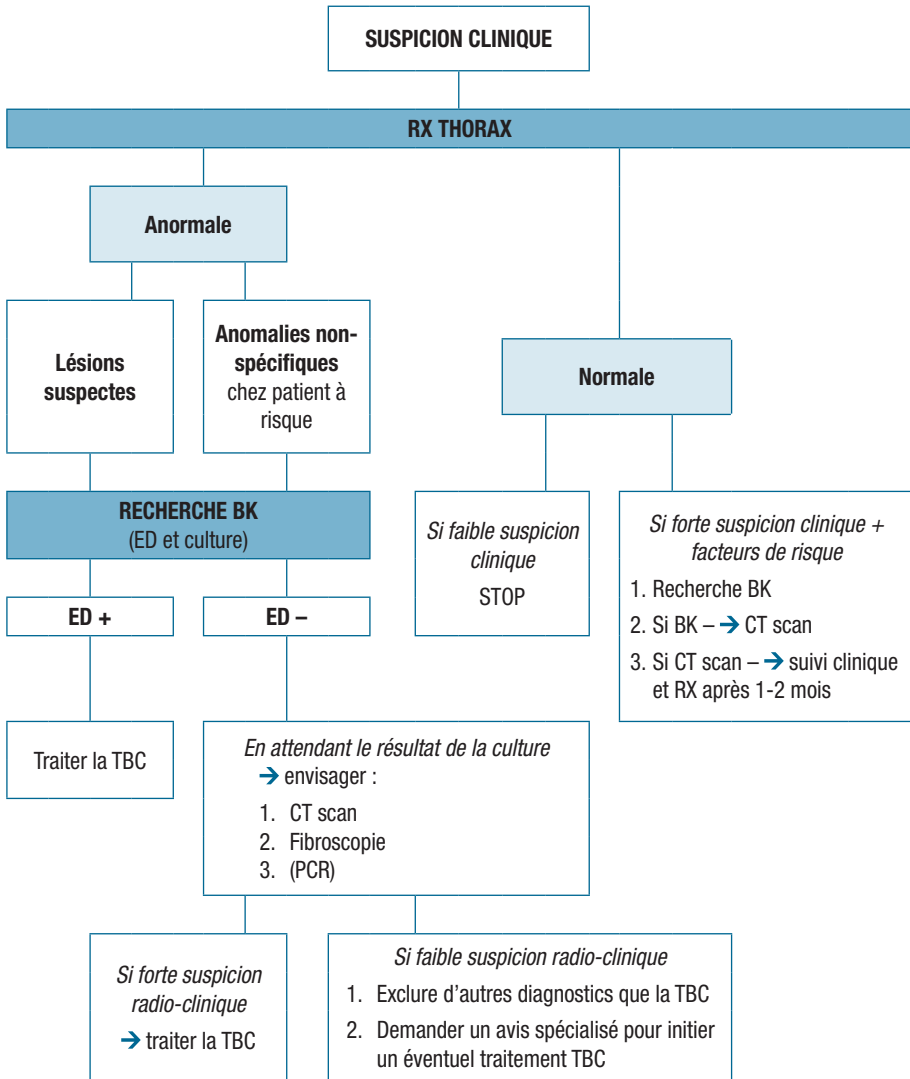 SUSPICION CLINIQUE
RX THORAX
Anormale
Lésions
suspectes
Anomalies non-
spécifiques
chez patient à
risque
Normale
RECHERCHE BK
(ED et culture)
Si faible suspicion
clinique
STOP
Si forte suspicion clinique +
facteurs de risque
1. Recherche BK
2. Si BK – → CT scan
3. Si CT scan – → suivi clinique
et RX après 1-2 mois
ED +
ED –
Traiter la TBC
En attendant le résultat de la culture
→ envisager :
1. CT scan
2. Fibroscopie
3. (PCR)
Si forte suspicion
radio-clinique
→ traiter la TBC
Si faible suspicion radio-clinique
1. Exclure d'autres diagnostics que la TBC
2. Demander un avis spécialisé pour initier
un éventuel traitement TBC